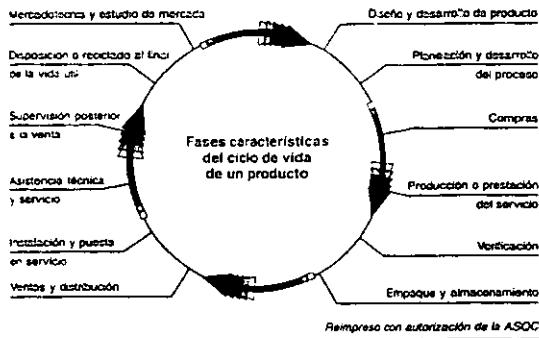 Mercadotecnia y estudio de mercado
Disposición o reciclado al final
de la vida útil
Supervisión posterior
a la venta
Asistencia técnica
y servicio
Instalación y puesta
en servicio
Ventas y distribución
Fases características
del ciclo de vida
de un producto
Diseño y desarrollo de producto
Planeación y desarrollo
del proceso
Compras
Producción o prestación
del servicio
Verificación
Empaque y almacenamiento
Reimpreso con autorización de la ASQC